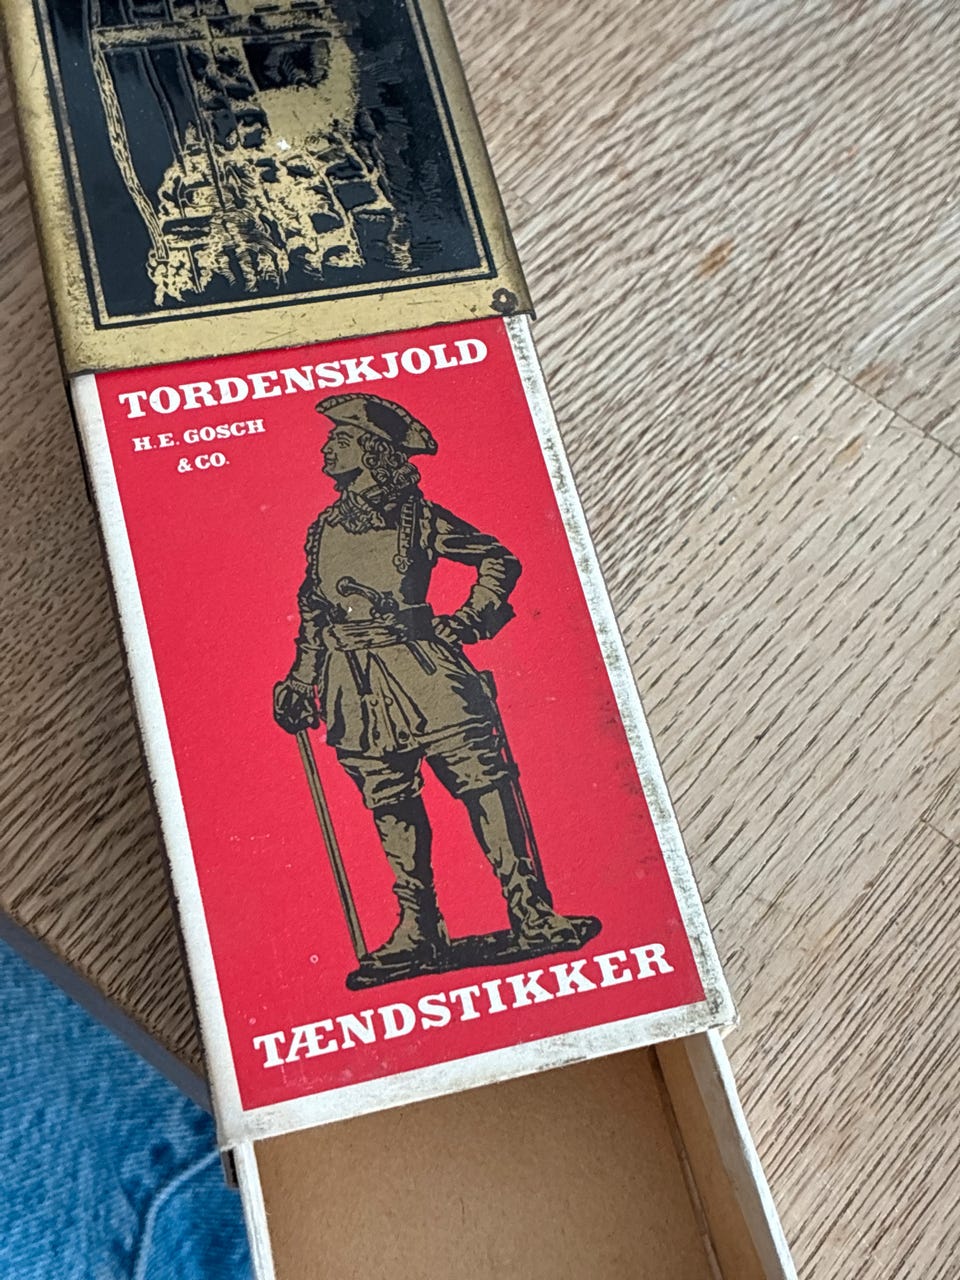 TORDENSKJOLD
H. E. GOSCH
& CO.
TÆNDSTIKKER